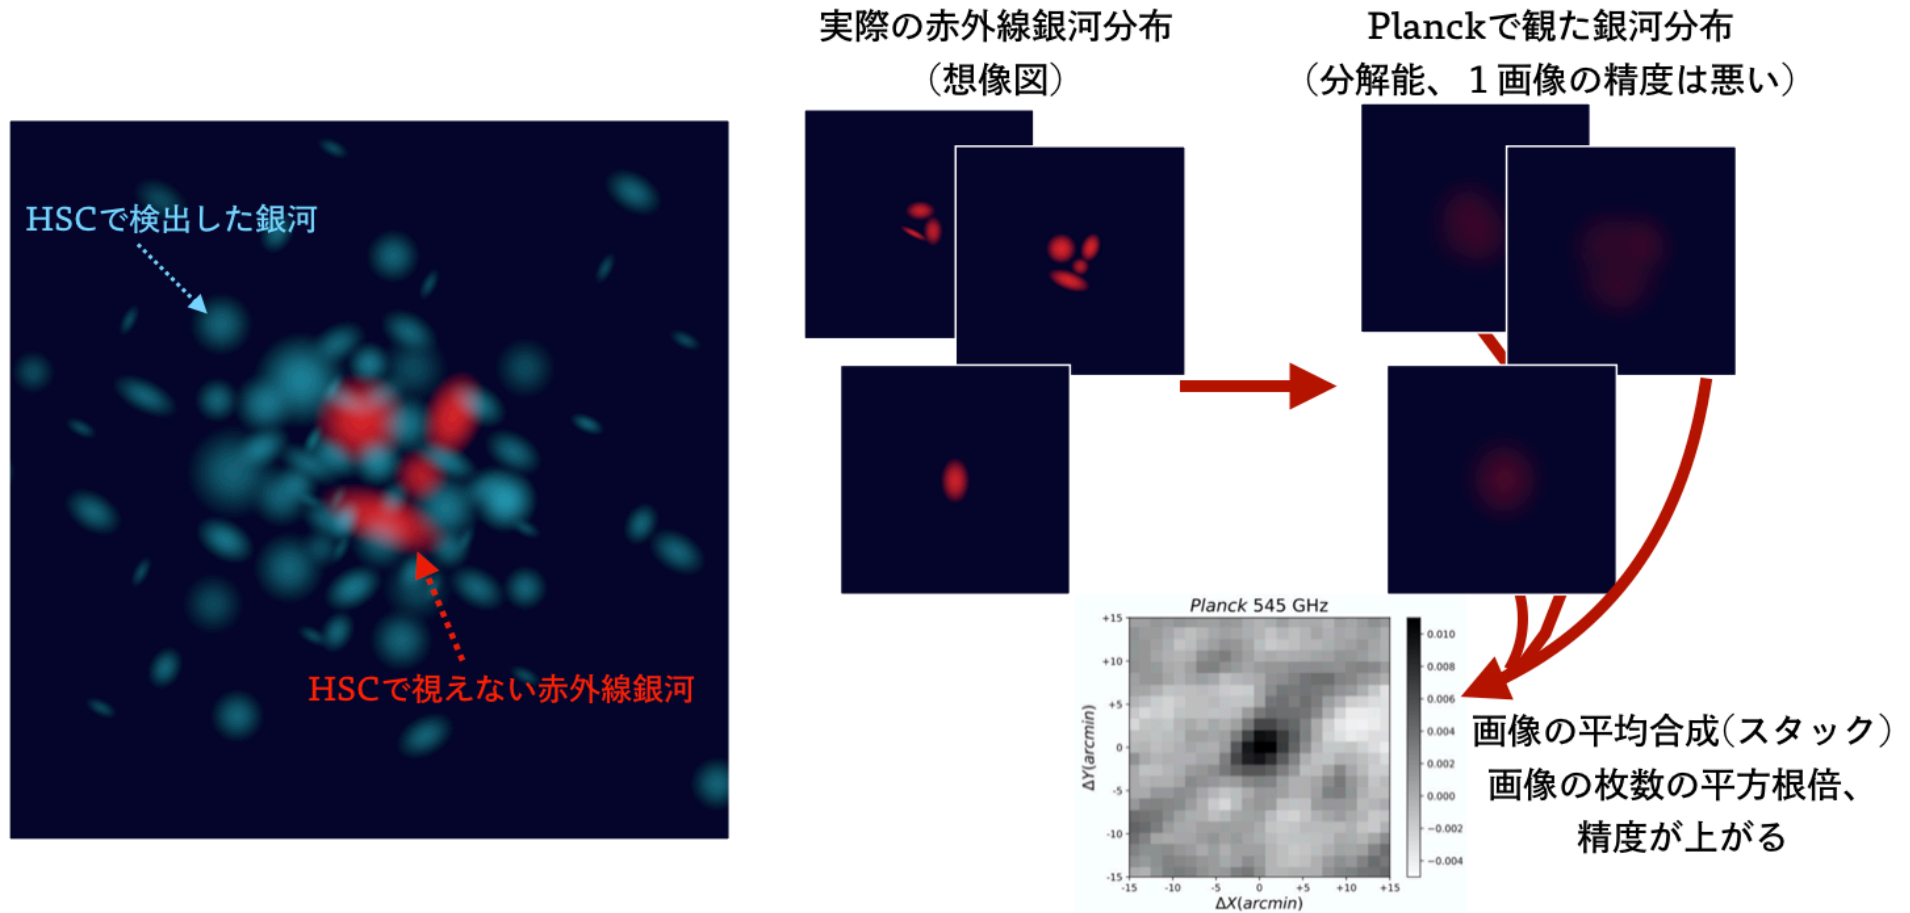 実際の赤外線銀河分布
（想像図）
Planckで観た銀河分布
（分解能、１画像の精度は悪い）
HSCで検出した銀河
HSCで視えない赤外線銀河
Planck 545 GHz
+15
+10
+5
0
-5
-10
-15
ΔY(arcmin)
-15 -10 -5 0 +5 +10 +15
ΔX(arcmin)
0.010
0.008
0.006
0.004
0.002
0.000
−0.002
−0.004
画像の平均合成（スタック）
画像の枚数の平方根倍、
精度が上がる